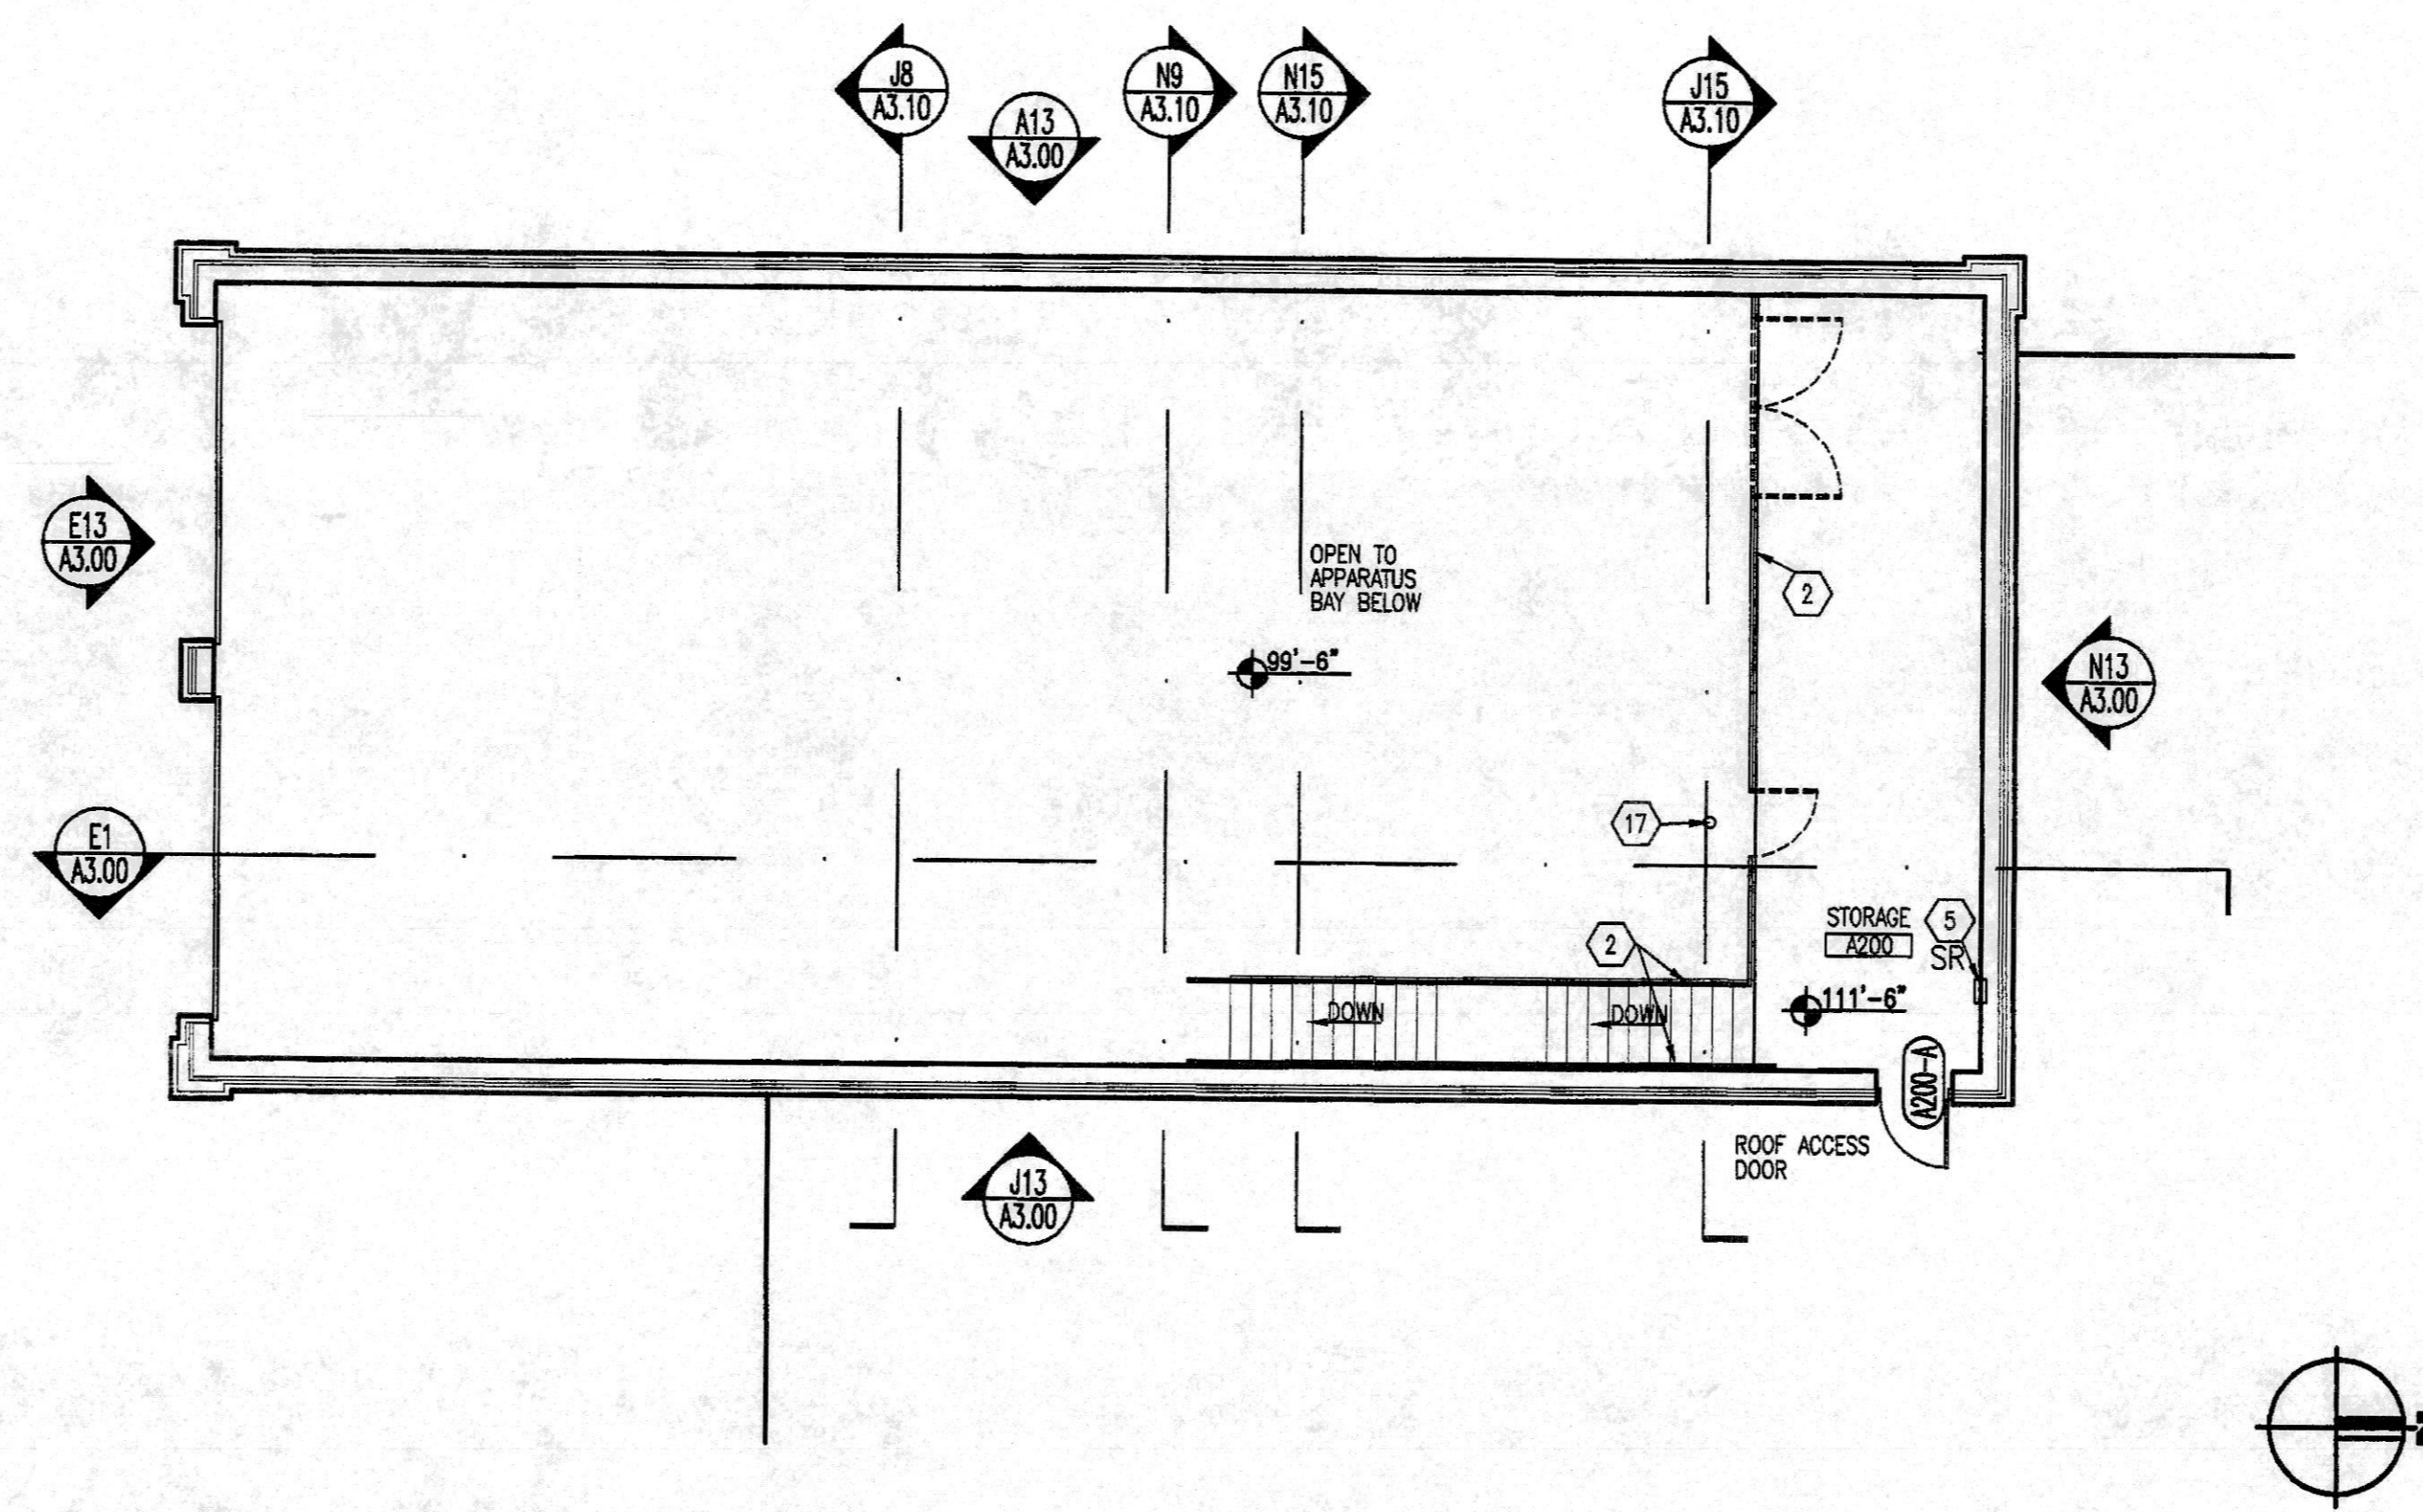 J8
A3.10
A13
A3.00
N9
A3.10
N15
A3.10
J15
A3.10
E13
A3.00
OPEN TO
APPARATUS
BAY BELOW
2
99'-6"
N13
A3.00
17
E1
A3.00
STORAGE
A200
5
SR
2
DOWN
DOWN
111'-6"
A200-A
ROOF ACCESS
DOOR
J13
A3.00